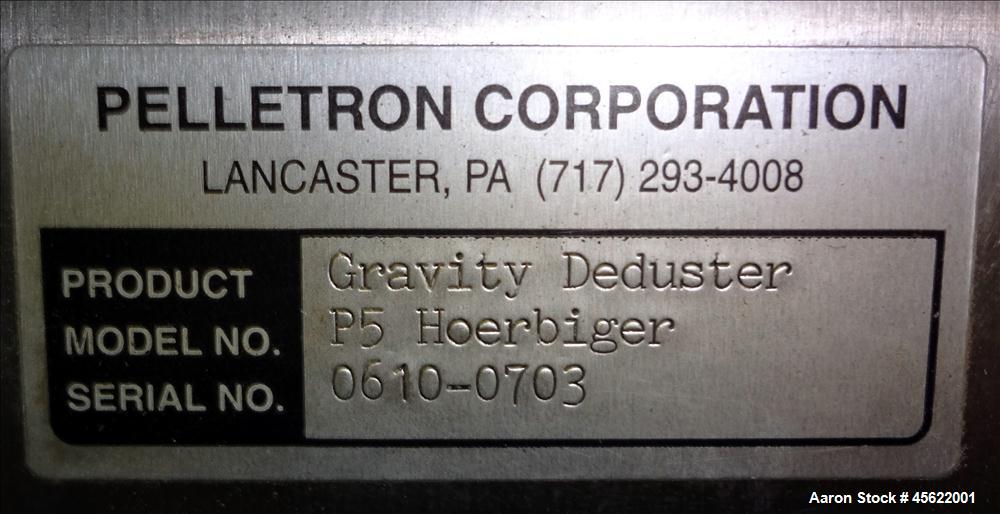 PELLETRON CORPORATION
LANCASTER, PA (717) 293-4008
PRODUCT Gravity Deduster
MODEL NO. P5 Hoerbiger
SERIAL NO. 0610-0703
Aaron Stock # 45622001